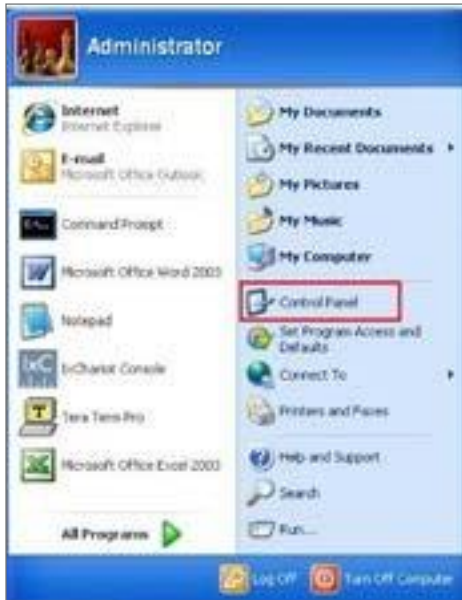 Administrator
Internet
Internet Explorer
E-mail
Microsoft Office Outlook
Command Prompt
Microsoft Office Word 2003
Notepad
IxChariot Console
Tera Term Pro
Microsoft Office Excel 2003
All Programs
My Documents
My Recent Documents
My Pictures
My Music
My Computer
Control Panel
Set Program Access and
Defaults
Connect To
Printers and Faxes
Help and Support
Search
Run...
Log Off
Turn Off Computer